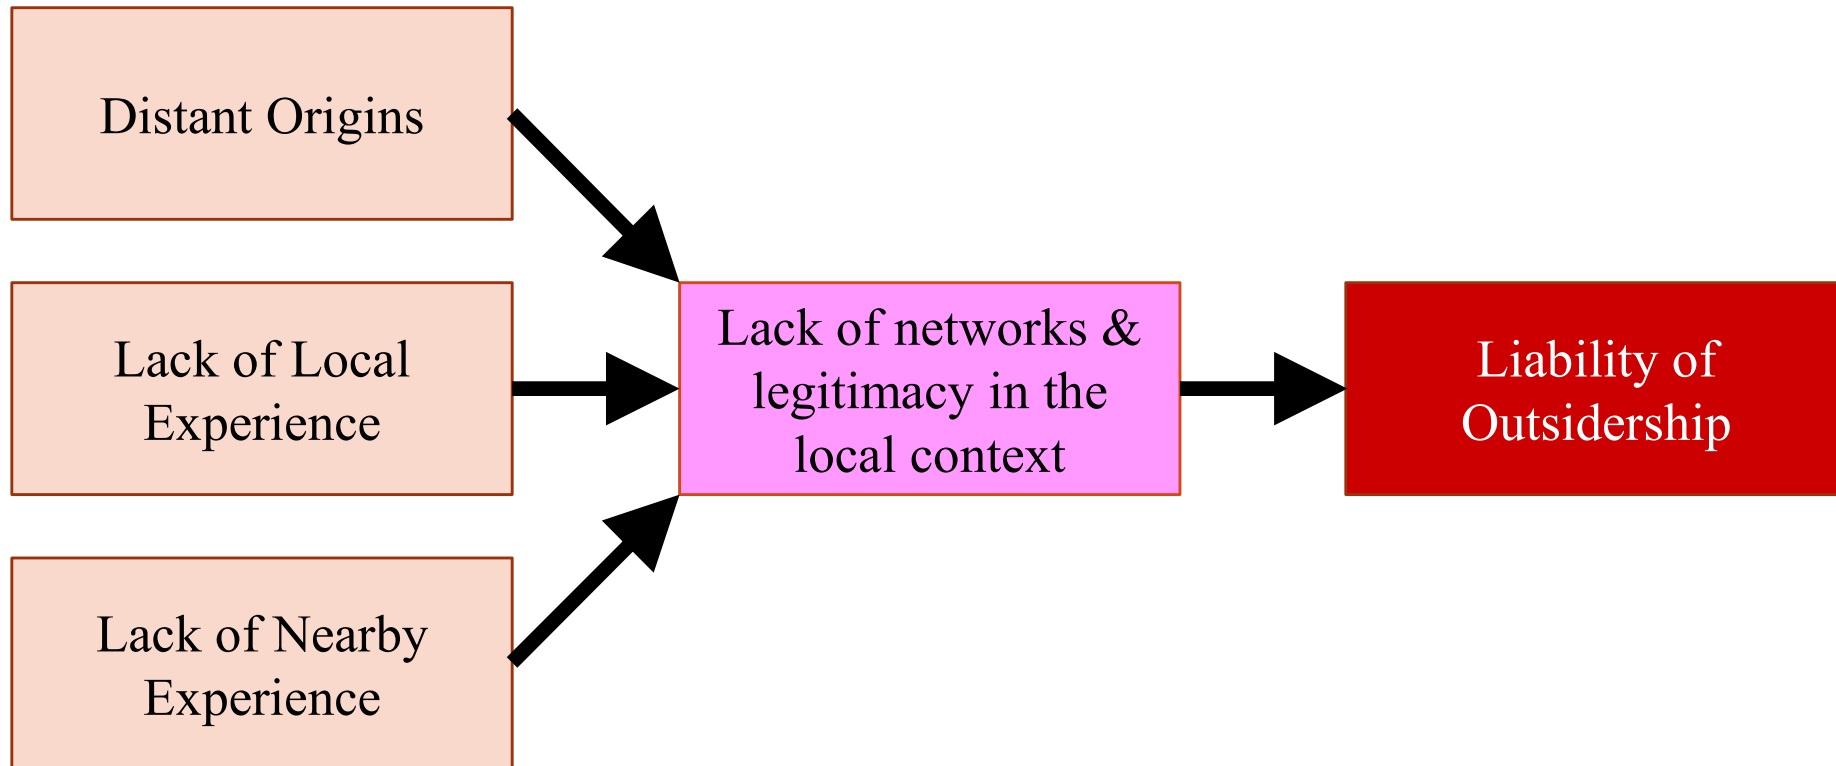 Distant Origins
Lack of Local
Experience
Lack of Nearby
Experience
Lack of networks &
legitimacy in the
local context
Liability of
Outsidership